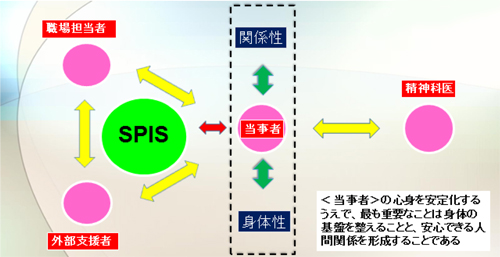 職場担当者
関係性
精神科医
SPIS
当事者
外部支援者
身体性
＜当事者＞の心身を安定化する
うえで、最も重要なことは身体の
基盤を整えることと、安心できる人
間関係を形成することである